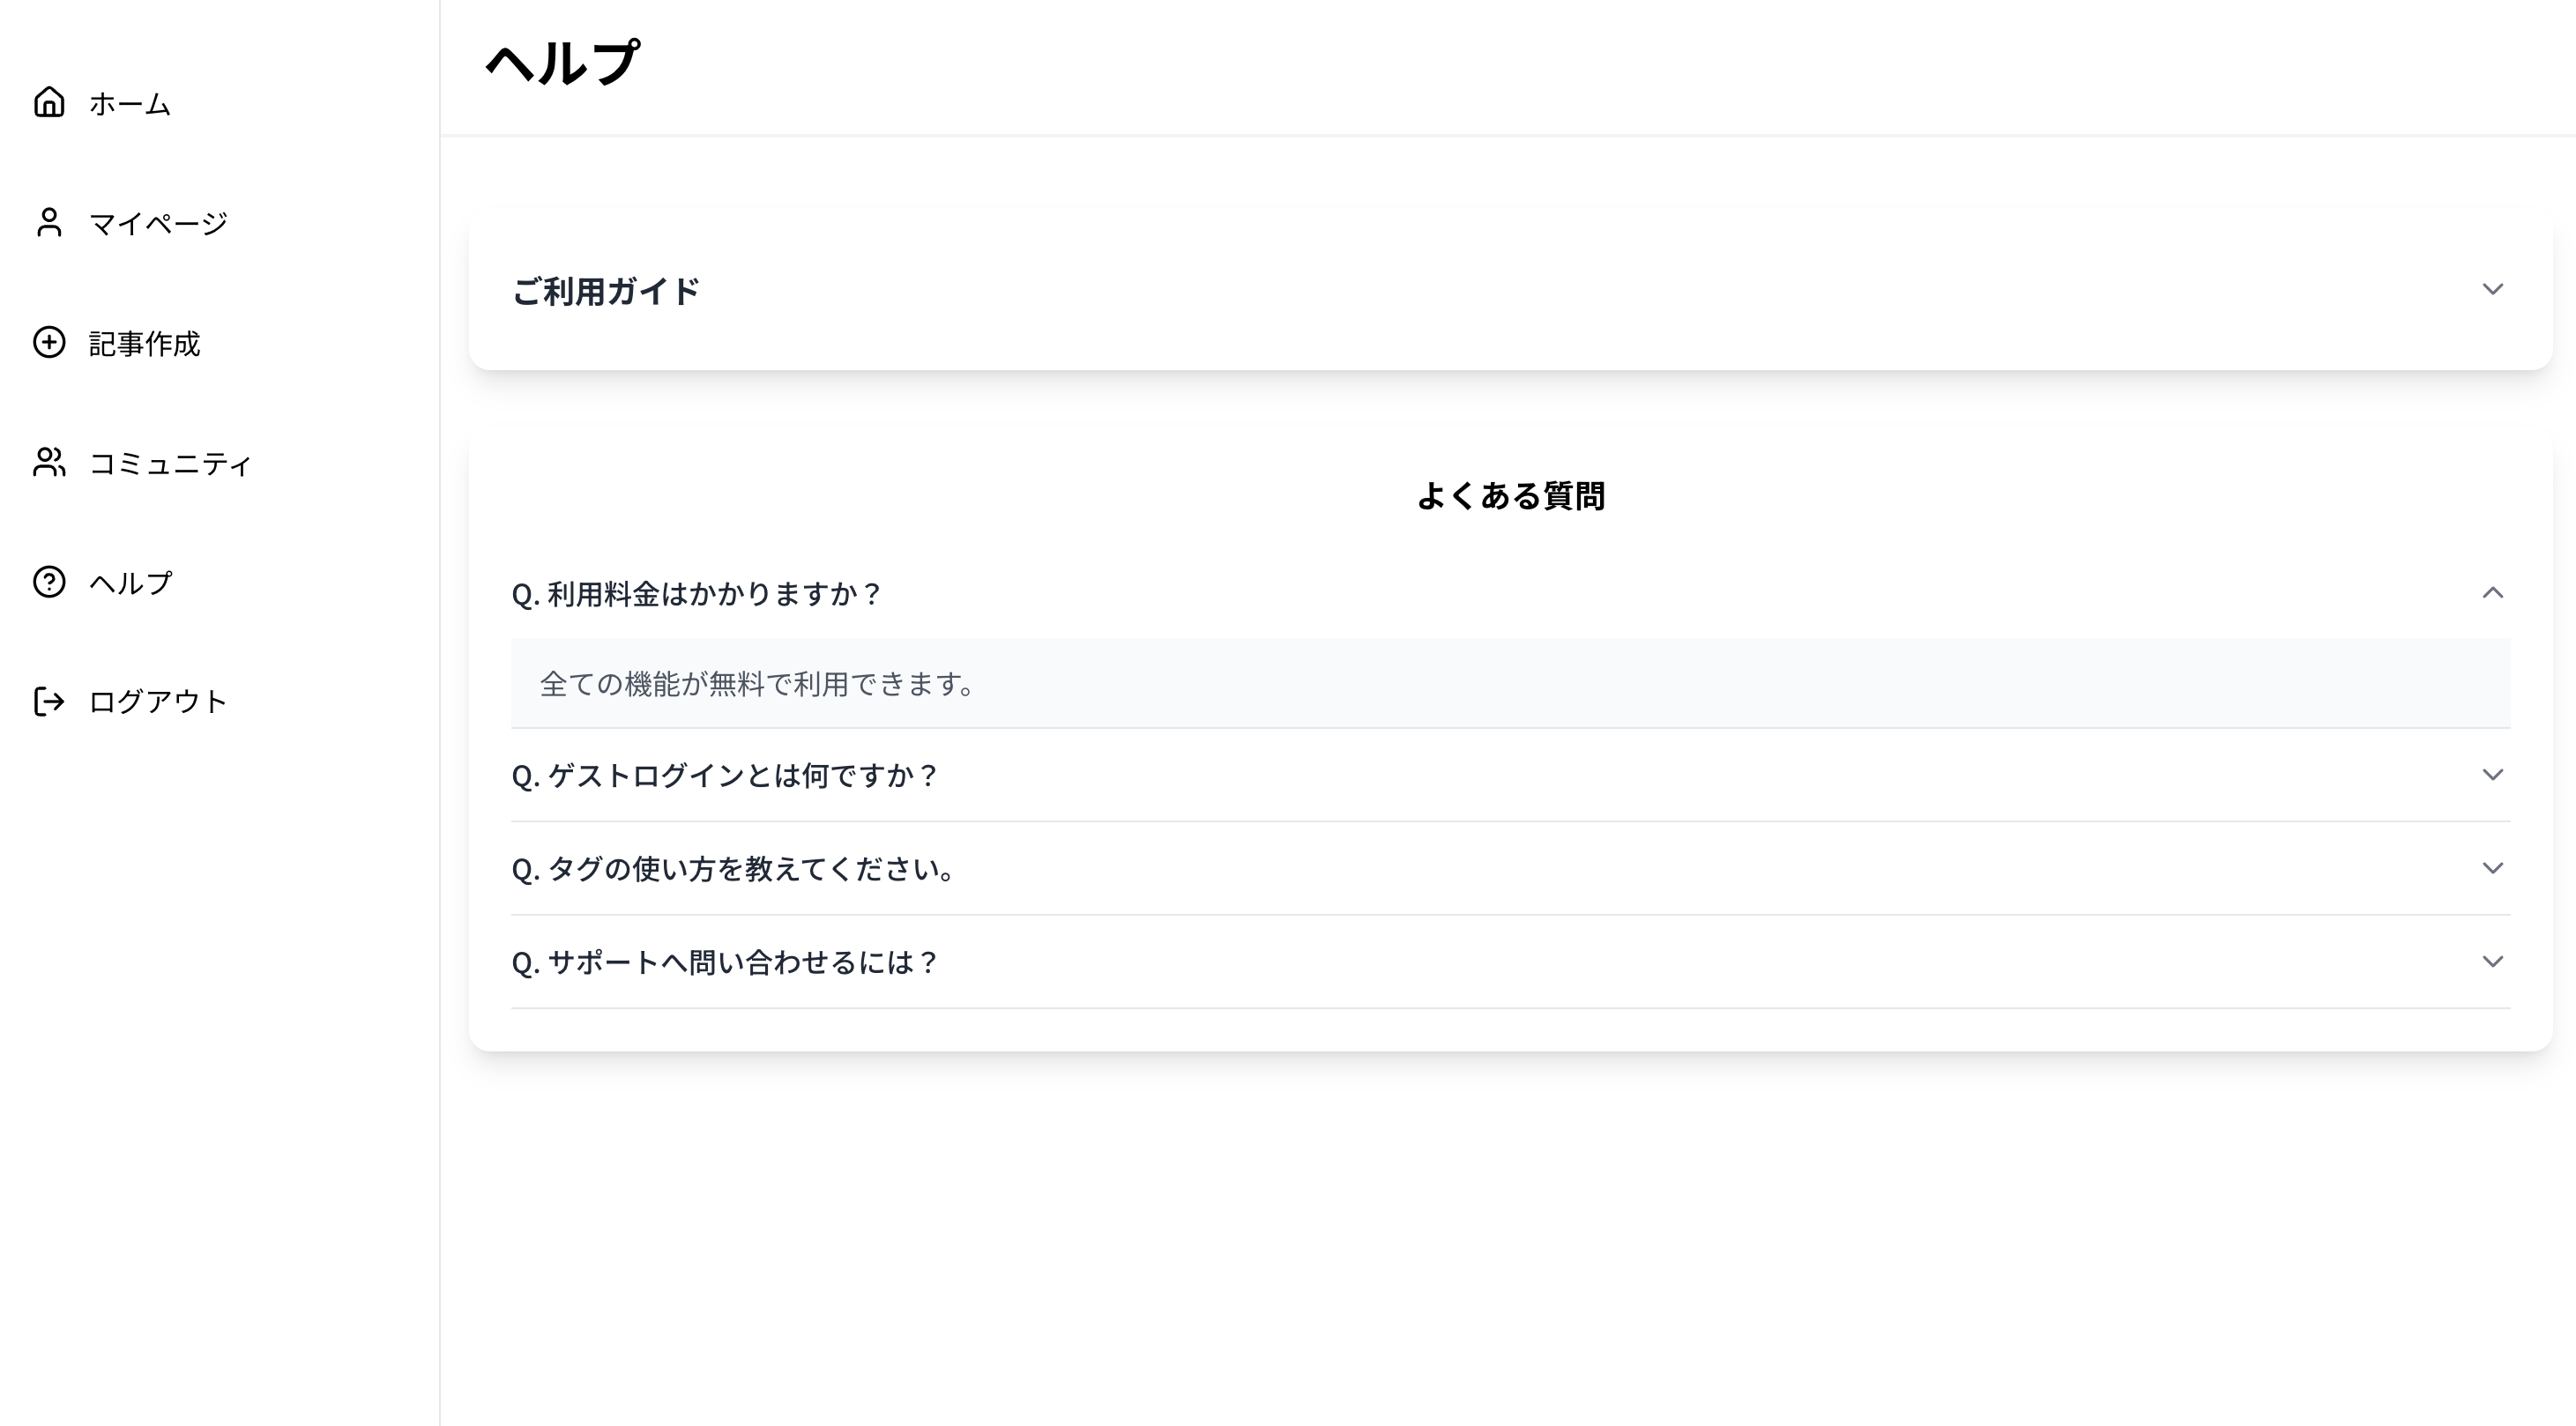 ホーム
マイページ
記事作成
コミュニティ
ヘルプ
ログアウト
ヘルプ
ご利用ガイド
よくある質問
Q. 利用料金はかかりますか？
全ての機能が無料で利用できます。
Q. ゲストログインとは何ですか？
Q. タグの使い方を教えてください。
Q. サポートへ問い合わせるには？